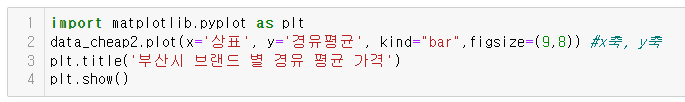 1 import matplotlib.pyplot as plt
2 data_cheap2.plot(x='상표', y='경유평균', kind="bar",figsize=(9,8)) #x축, y축
3 plt.title('부산시 브랜드 별 경유 평균 가격')
4 plt.show()